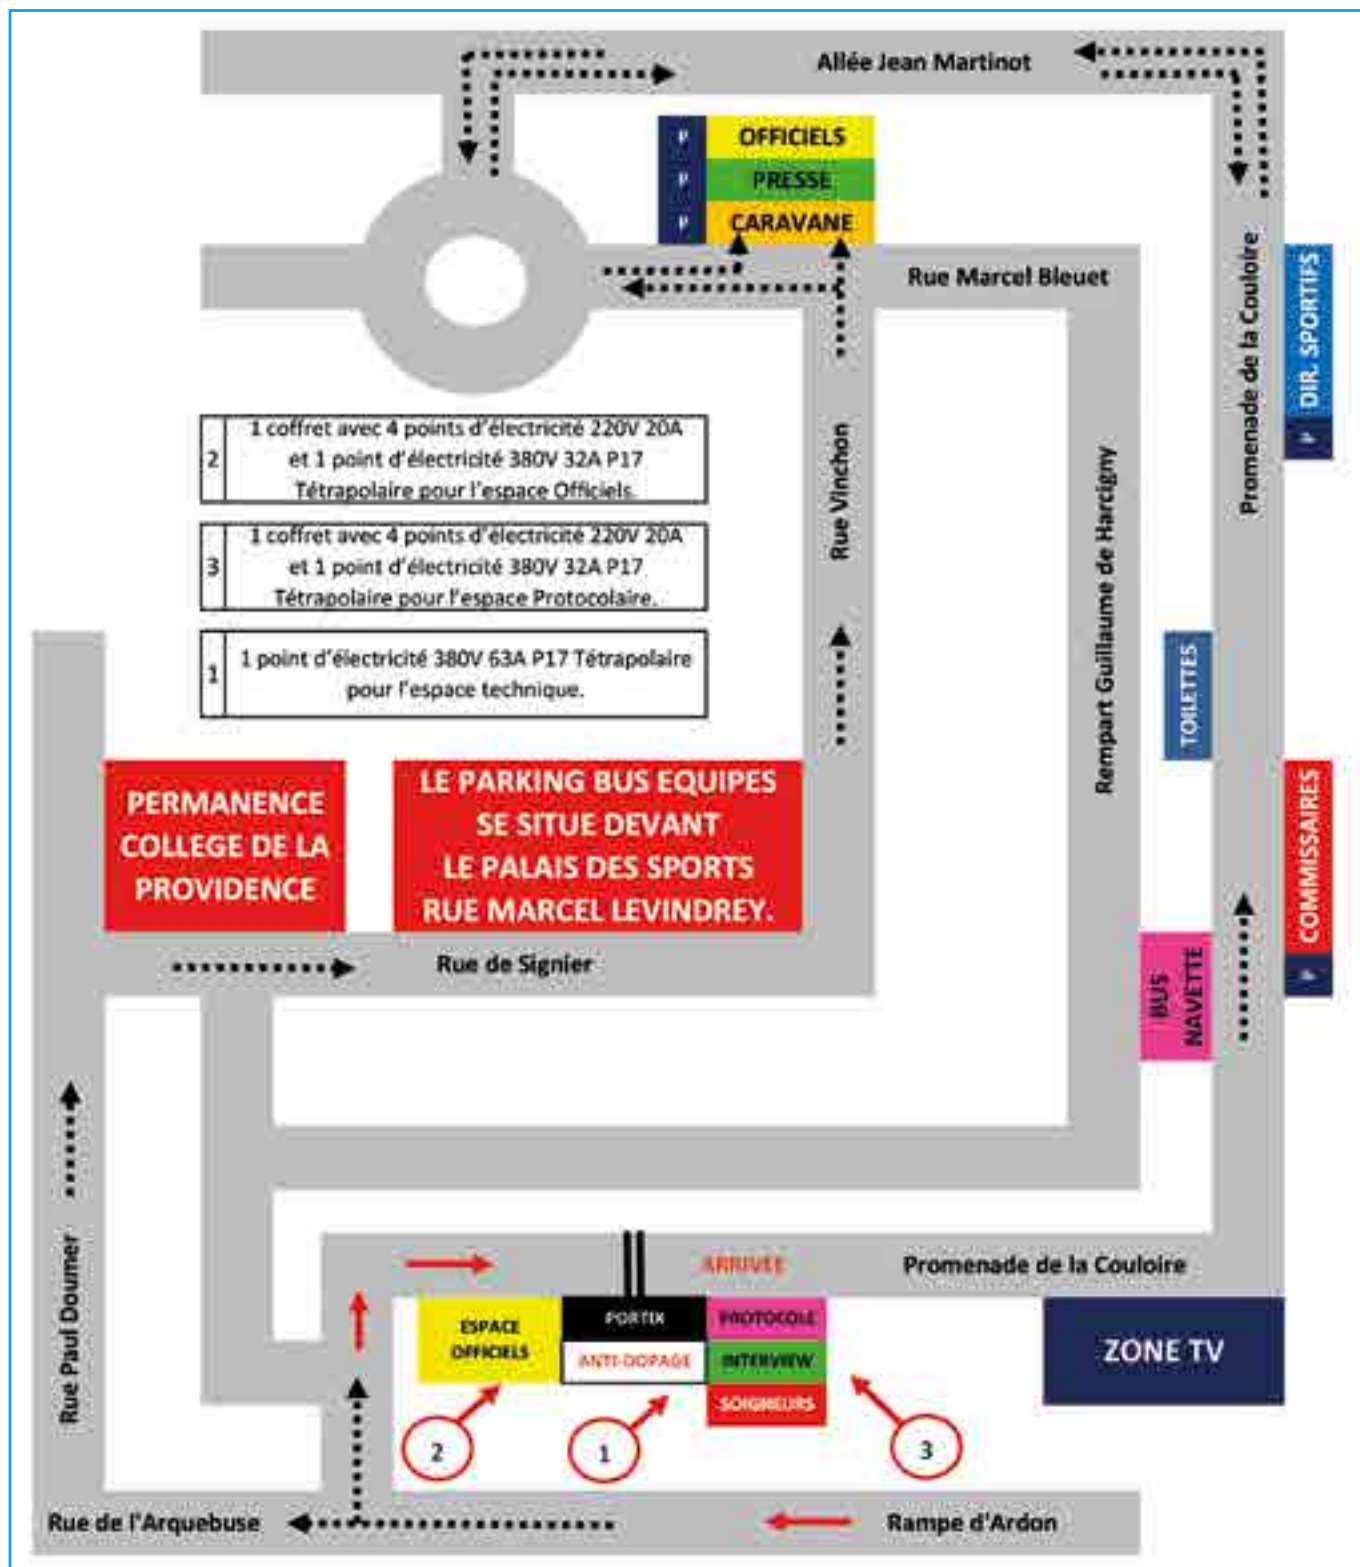 Allée Jean Martinot
P OFFICIELS
P PRESSE
P CARAVANE
Rue Marcel Bleuet
Promenade de la Couloire
DIR. SPORTIFS
P
2
1 coffret avec 4 points d'électricité 220V 20A
et 1 point d'électricité 380V 32A P17
Tétrapolaire pour l'espace Officiels.
3
1 coffret avec 4 points d'électricité 220V 20A
et 1 point d'électricité 380V 32A P17
Tétrapolaire pour l'espace Protocolaire.
1
1 point d'électricité 380V 63A P17 Tétrapolaire
pour l'espace technique.
Rue Vinchon
Rempart Guillaume de Harcigny
TOILETTES
PERMANENCE
COLLEGE DE LA
PROVIDENCE
LE PARKING BUS EQUIPES
SE SITUE DEVANT
LE PALAIS DES SPORTS
RUE MARCEL LEVINDREY.
COMMISSAIRES
P
BUS
NAVETTE
Rue de Signier
Rue Paul Doumer
ARRIVÉE
Promenade de la Couloire
ESPACE
OFFICIELS
PORTIX
ANTI-DOPAGE
PROTOCOLE
INTERVIEW
SOIGNEURS
ZONE TV
2
1
3
Rue de l'Arquebuse
Rampe d'Ardon